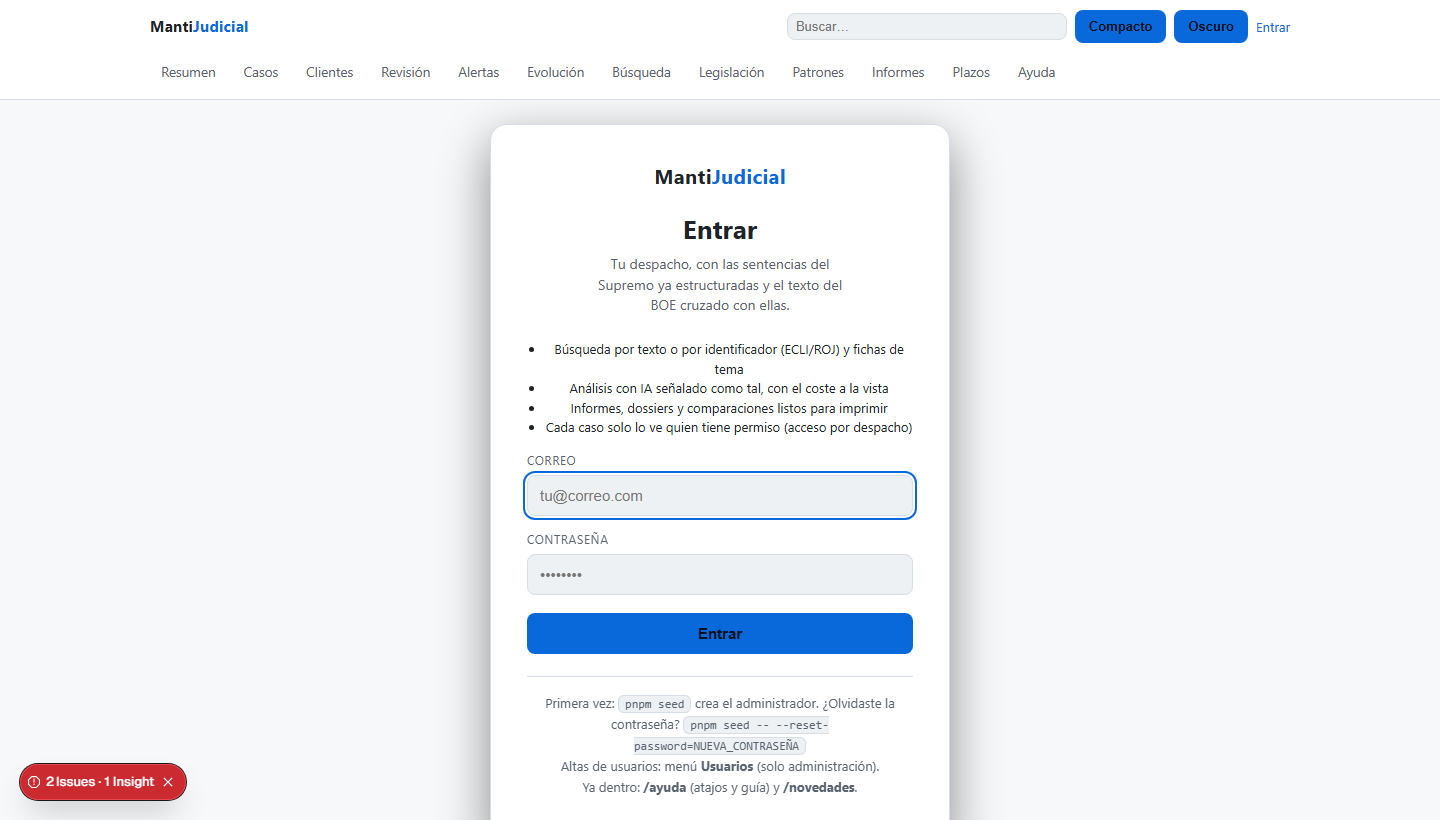 MantiJudicial
Buscar…
Compacto
Oscuro
Entrar
Resumen
Casos
Clientes
Revisión
Alertas
Evolución
Búsqueda
Legislación
Patrones
Informes
Plazos
Ayuda
MantiJudicial
Entrar
Tu despacho, con las sentencias del
Supremo ya estructuradas y el texto del
BOE cruzado con ellas.
Búsqueda por texto o por identificador (ECLI/ROJ) y fichas de
tema
Análisis con IA señalado como tal, con el coste a la vista
Informes, dossiers y comparaciones listos para imprimir
Cada caso solo lo ve quien tiene permiso (acceso por despacho)
CORREO
tu@correo.com
CONTRASEÑA
••••••••
Entrar
Primera vez: pnpm seed crea el administrador. ¿Olvidaste la
contraseña? pnpm seed -- --reset-
password=NUEVA_CONTRASEÑA
Altas de usuarios: menú Usuarios (solo administración).
Ya dentro: /ayuda (atajos y guía) y /novedades.
2 Issues · 1 Insight